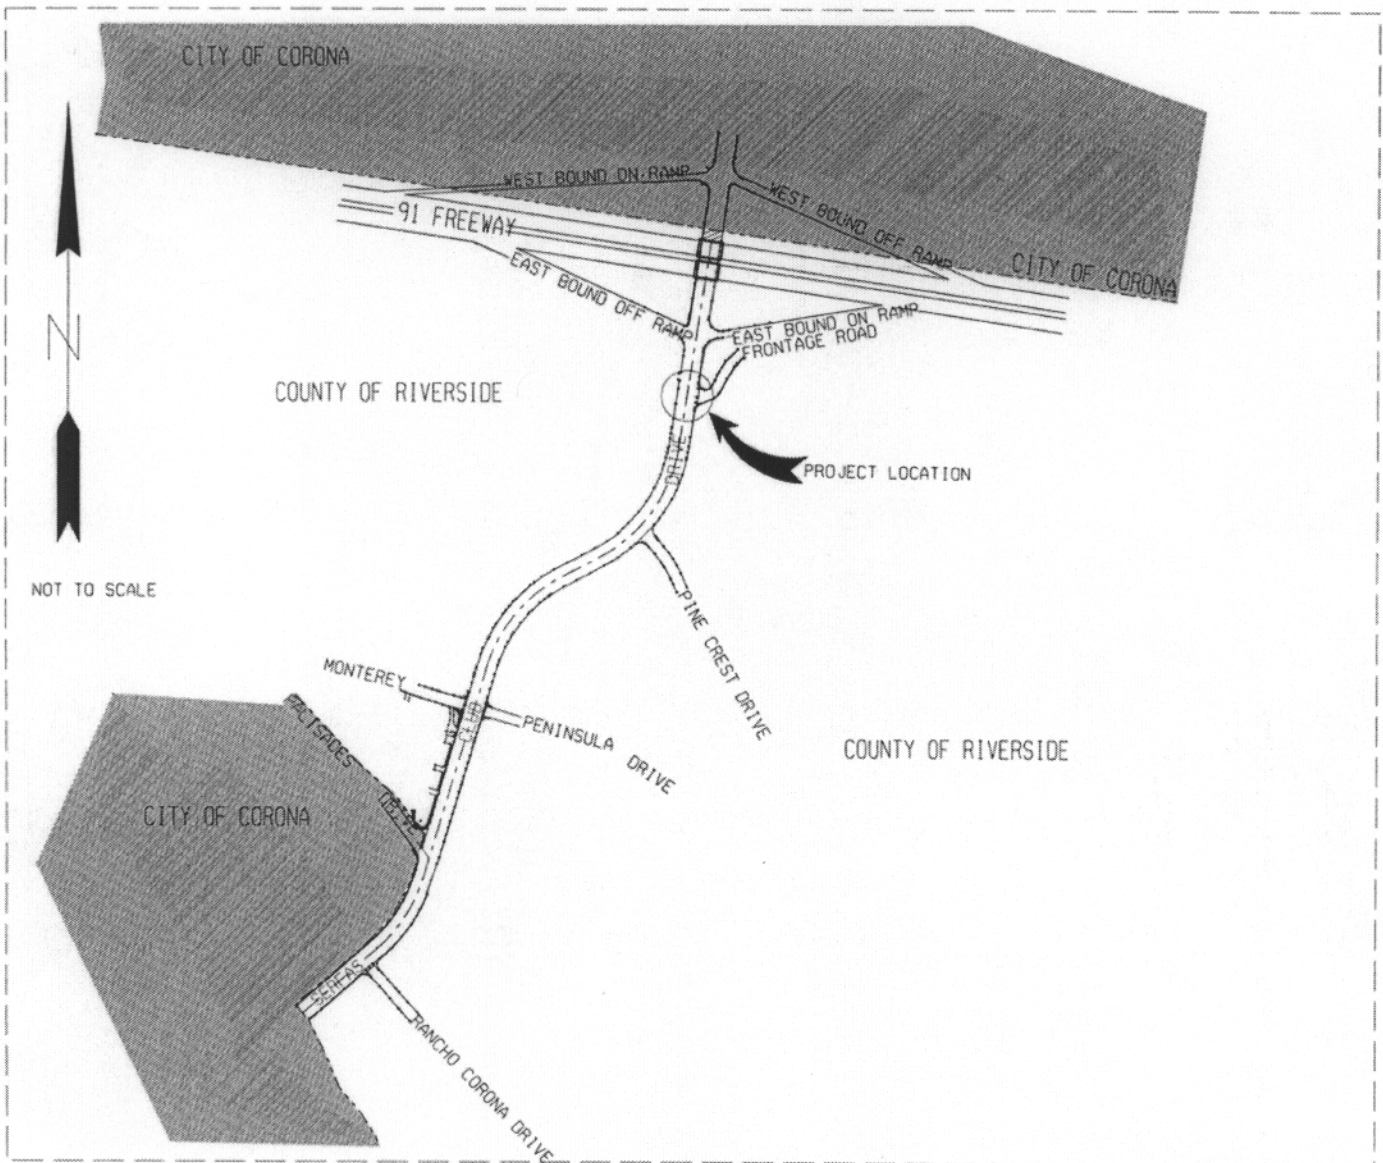 CITY OF CORONA
WEST BOUND ON RAMP
WEST BOUND OFF RAMP
91 FREEWAY
CITY OF CORONA
EAST BOUND OFF RAMP
EAST BOUND ON RAMP
FRONTAGE ROAD
N
COUNTY OF RIVERSIDE
DRIVE
PROJECT LOCATION
NOT TO SCALE
PINE CREST DRIVE
MONTEREY
CLUB
PENINSULA DRIVE
PALISADES
DRIVE
COUNTY OF RIVERSIDE
CITY OF CORONA
SERFAS
RANCHO CORONA DRIVE